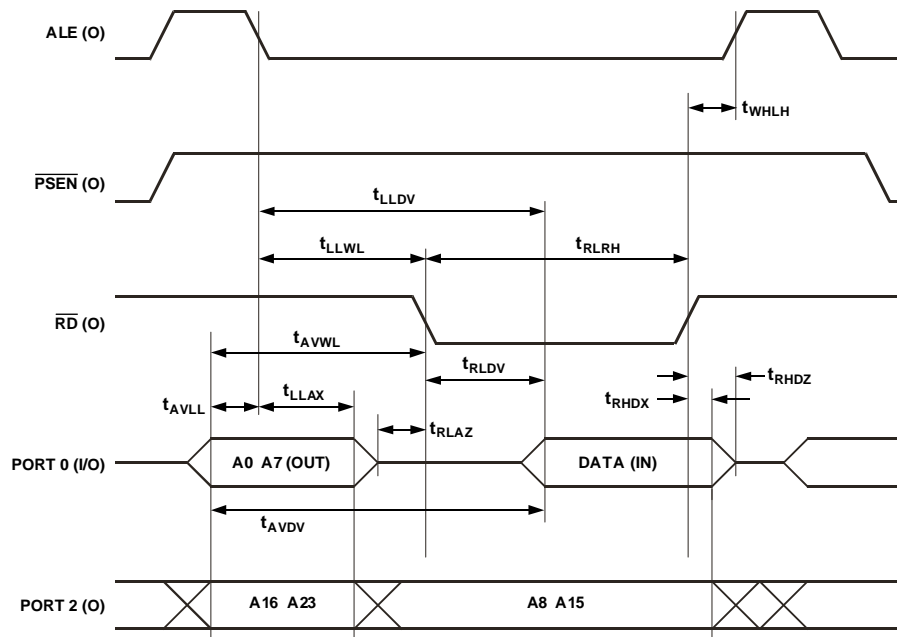 ALE (O)
tWHLH
PSEN (O)
tLLDV
tLLWL
tRLRH
RD (O)
tAVWL
tRLDV
tRHDZ
tAVLL
tLLAX
tRHDX
tRLAZ
PORT 0 (I/O)
A0 A7 (OUT)
DATA (IN)
tAVDV
PORT 2 (O)
A16 A23
A8 A15